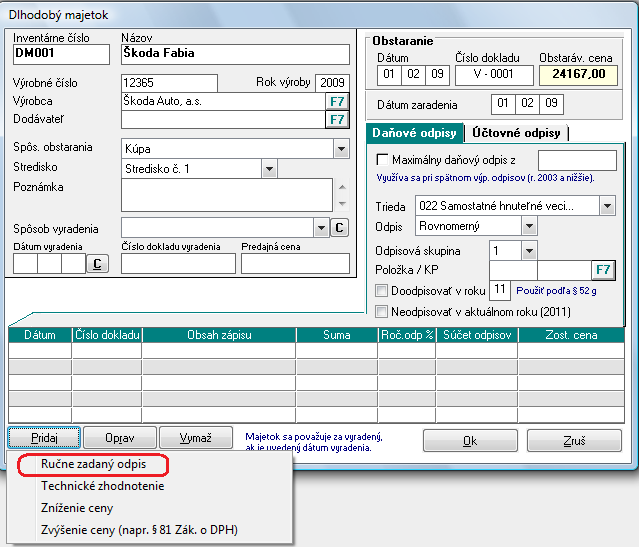 Dlhodobý majetok
Inventárne číslo Názov
DM001 Škoda Fabia
Výrobné číslo 12365 Rok výroby 2009
Výrobca Škoda Auto, a.s. F7
Dodávateľ F7
Spôs. obstarania Kúpa
Stredisko Stredisko č. 1
Poznámka
Spôsob vyradenia C
Dátum vyradenia Číslo dokladu vyradenia Predajná cena
C
Obstaranie
Dátum Číslo dokladu Obstaráv. cena
01 02 09 V - 0001 24167,00
Dátum zaradenia 01 02 09
Daňové odpisy Účtovné odpisy
Maximálny daňový odpis z
Využíva sa pri spätnom výp. odpisov (r. 2003 a nižšie).
Trieda 022 Samostatné hnuteľné veci...
Odpis Rovnomerný
Odpisová skupina 1
Položka / KP F7
Doodpisovať v roku 11 Použiť podľa § 52 g
Neodpisovať v aktuálnom roku (2011)
Dátum Číslo dokladu Obsah zápisu Suma Roč.odp % Súčet odpisov Zost. cena
Pridaj Oprav Vymaž Majetok sa považuje za vyradený,
ak je uvedený dátum vyradenia. Ok Zruš
Ručne zadaný odpis
Technické zhodnotenie
Zníženie ceny
Zvýšenie ceny (napr. § 81 Zák. o DPH)